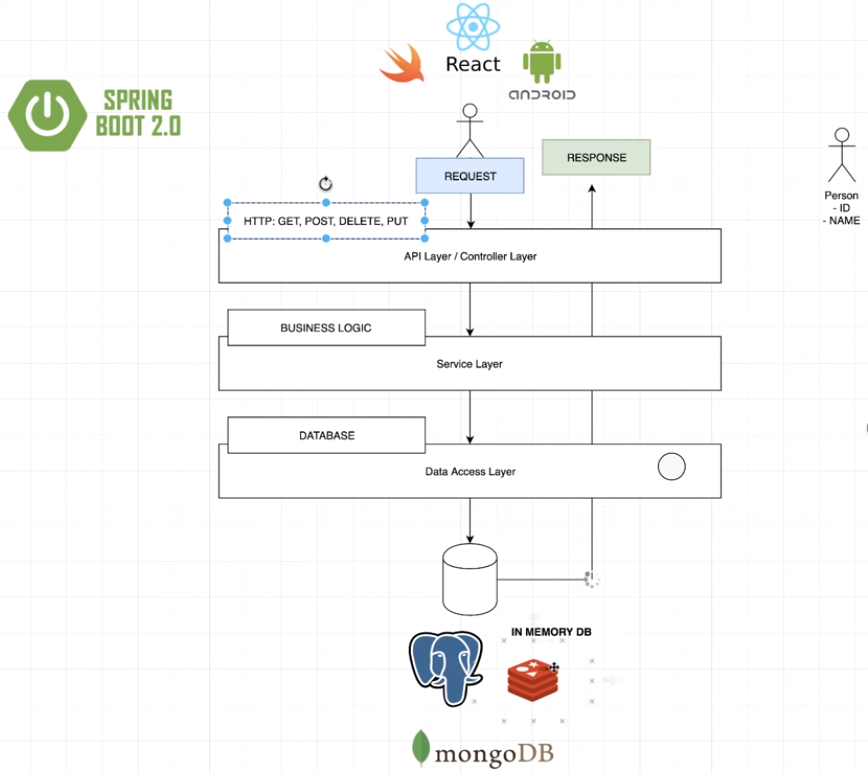 React
ANDROID
SPRING
BOOT 2.0
REQUEST
RESPONSE
Person
- ID
- NAME
HTTP: GET, POST, DELETE, PUT
API Layer / Controller Layer
BUSINESS LOGIC
Service Layer
DATABASE
Data Access Layer
IN MEMORY DB
mongoDB